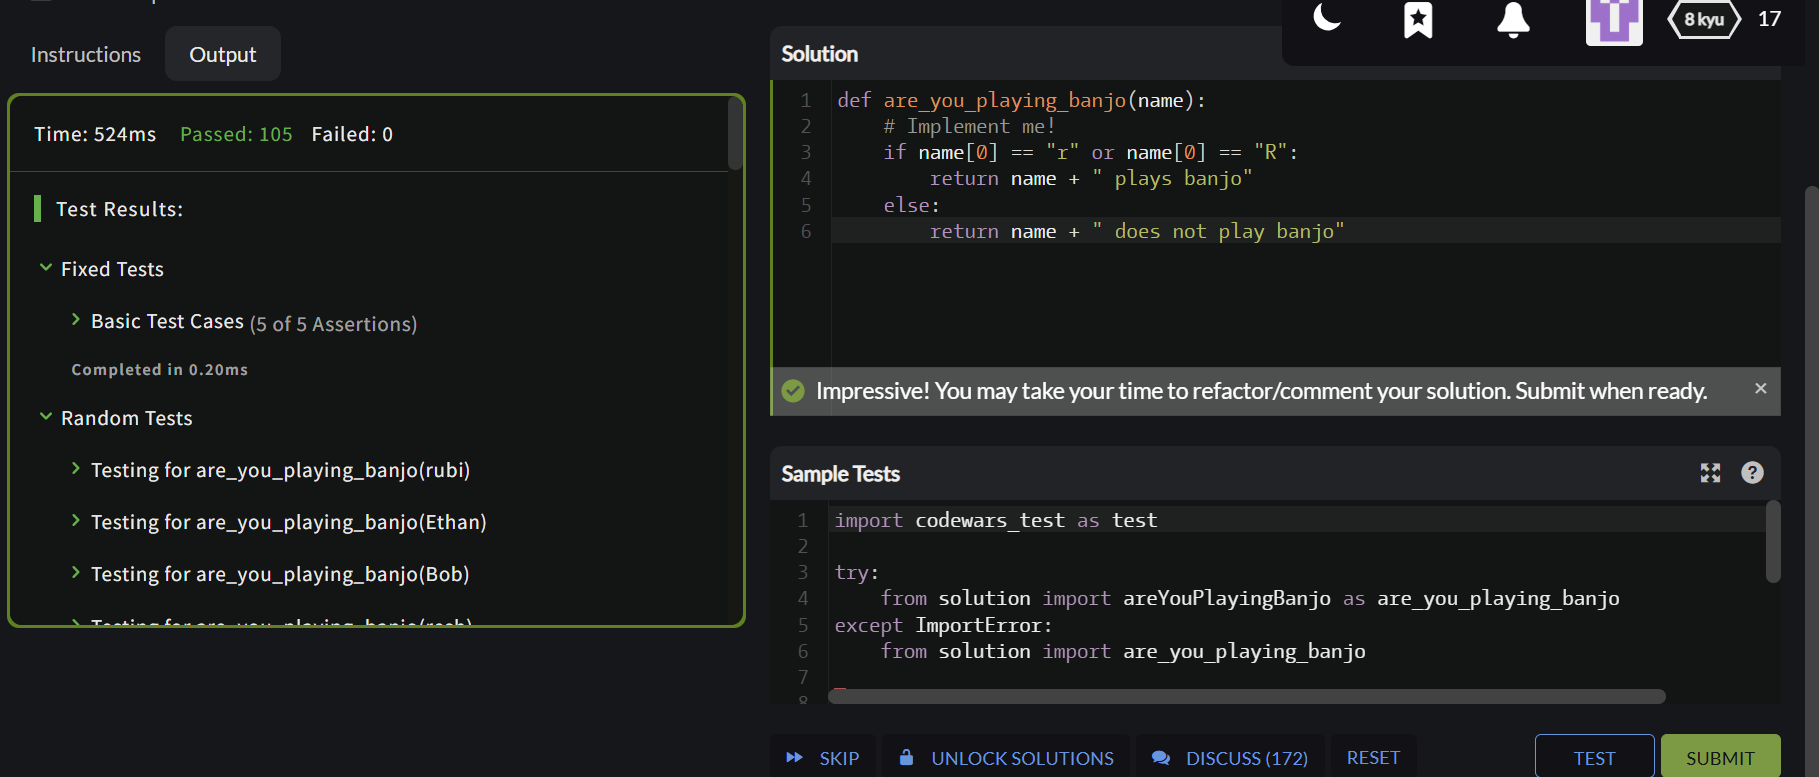 8 kyu 17
Instructions Output
Time: 524ms Passed: 105 Failed: 0
Test Results:
Fixed Tests
Basic Test Cases (5 of 5 Assertions)
Completed in 0.20ms
Random Tests
Testing for are_you_playing_banjo(rubi)
Testing for are_you_playing_banjo(Ethan)
Testing for are_you_playing_banjo(Bob)
Solution
1 def are_you_playing_banjo(name):
2     # Implement me!
3     if name[0] == "r" or name[0] == "R":
4         return name + " plays banjo"
5     else:
6         return name + " does not play banjo"
Impressive! You may take your time to refactor/comment your solution. Submit when ready. ×
Sample Tests ?
1 import codewars_test as test
2
3 try:
4     from solution import areYouPlayingBanjo as are_you_playing_banjo
5 except ImportError:
6     from solution import are_you_playing_banjo
7
8
SKIP UNLOCK SOLUTIONS DISCUSS (172) RESET TEST SUBMIT